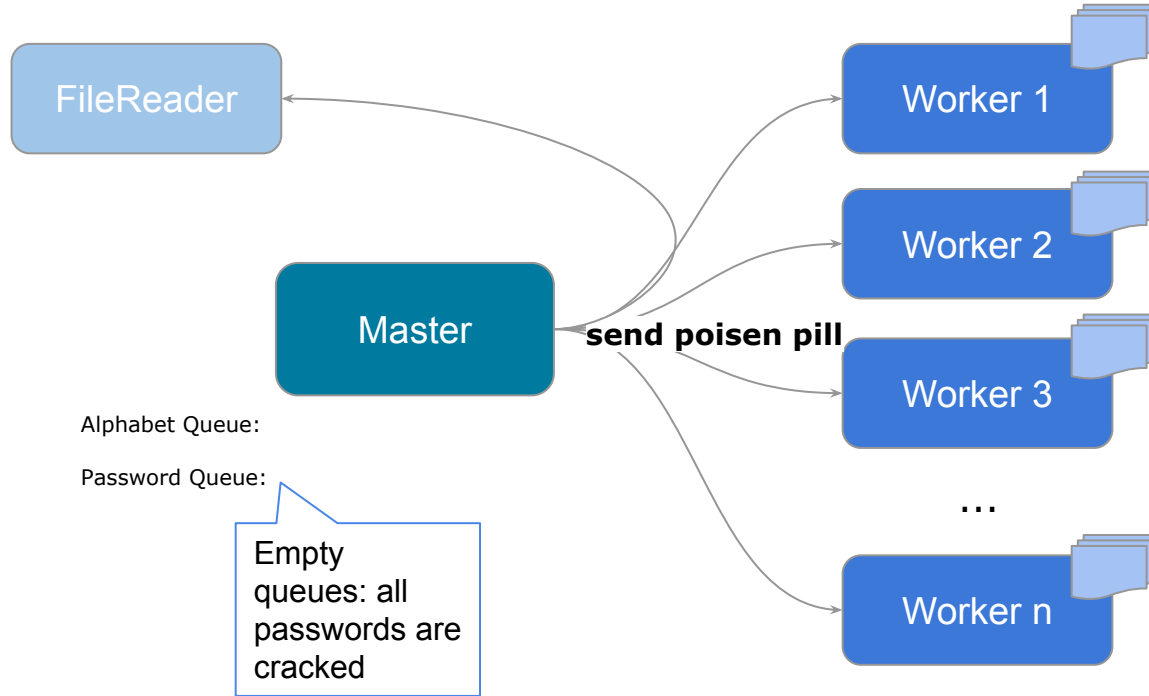 FileReader
Worker 1
Worker 2
Master
send poisen pill
Worker 3
Alphabet Queue:
Password Queue:
...
Empty
queues: all
passwords are
cracked
Worker n